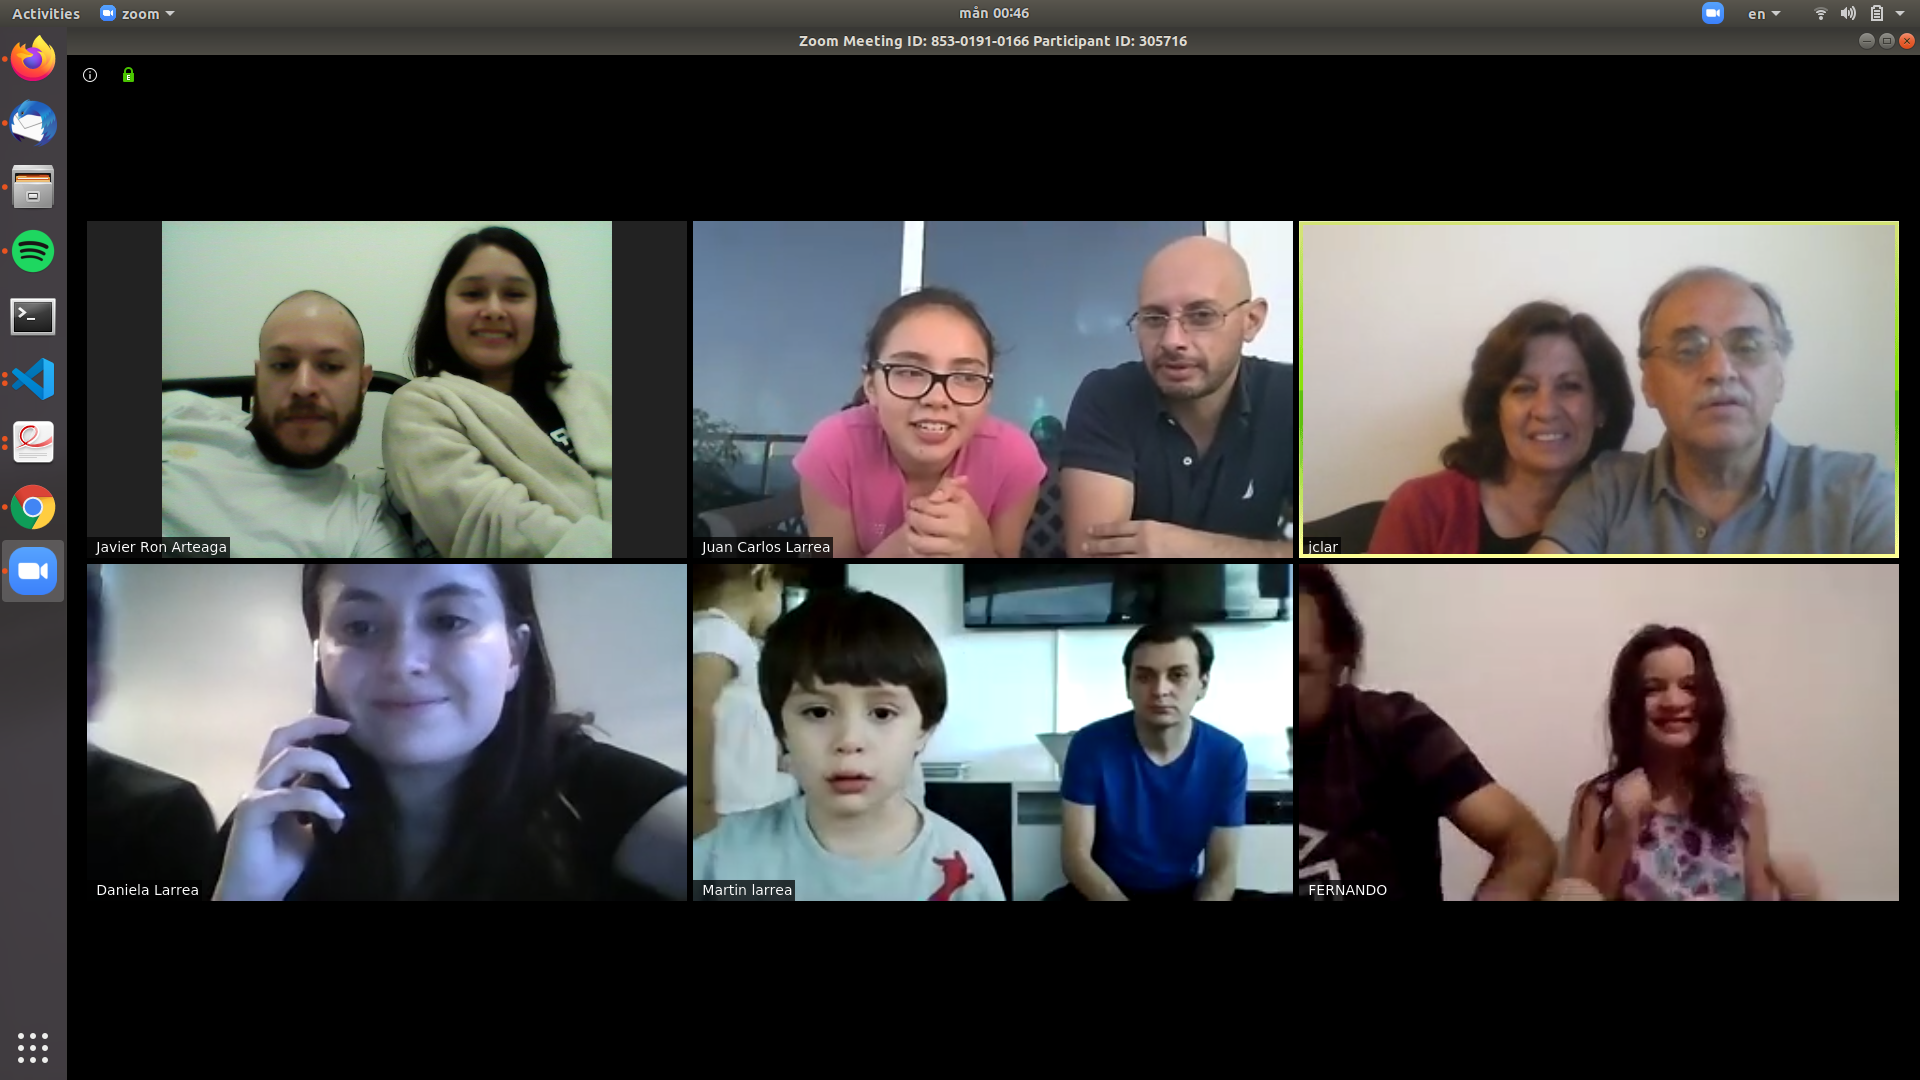 Activities
zoom
mån 00:46
en
Zoom Meeting ID: 853-0191-0166 Participant ID: 305716
Javier Ron Arteaga
Juan Carlos Larrea
jclar
Daniela Larrea
Martin larrea
FERNANDO